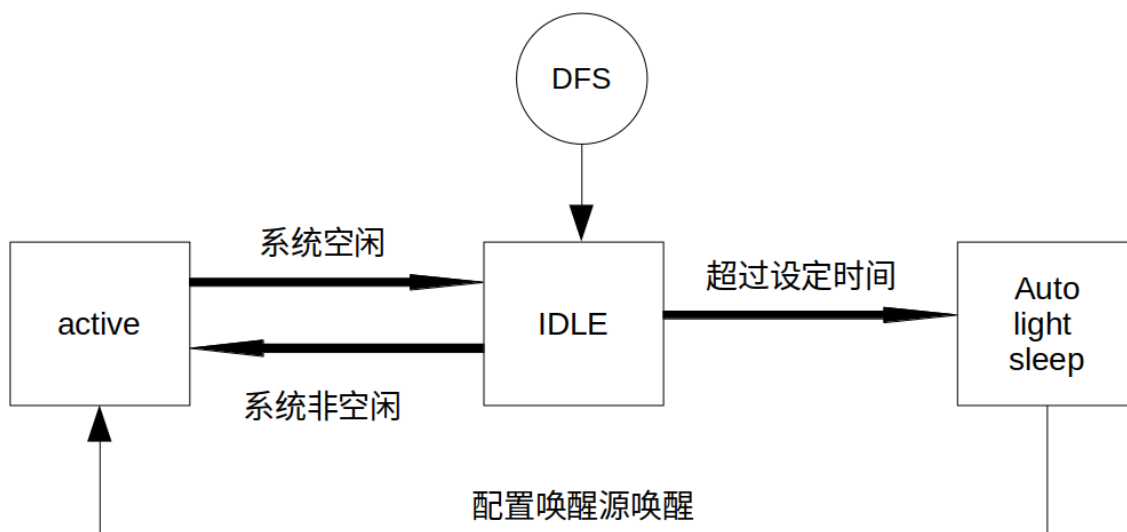 DFS
系统空闲
超过设定时间
active
IDLE
Auto
light
sleep
系统非空闲
配置唤醒源唤醒